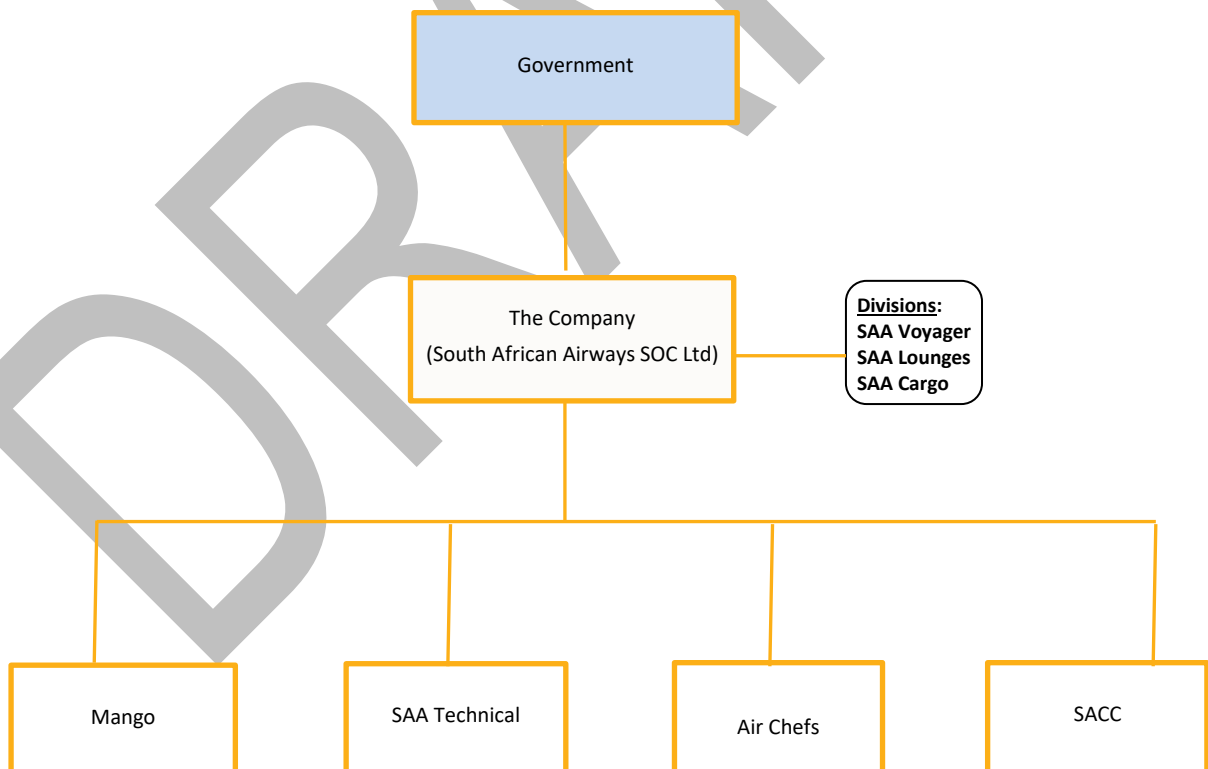 Government
The Company
(South African Airways SOC Ltd)
Divisions:
SAA Voyager
SAA Lounges
SAA Cargo
Mango
SAA Technical
Air Chefs
SACC